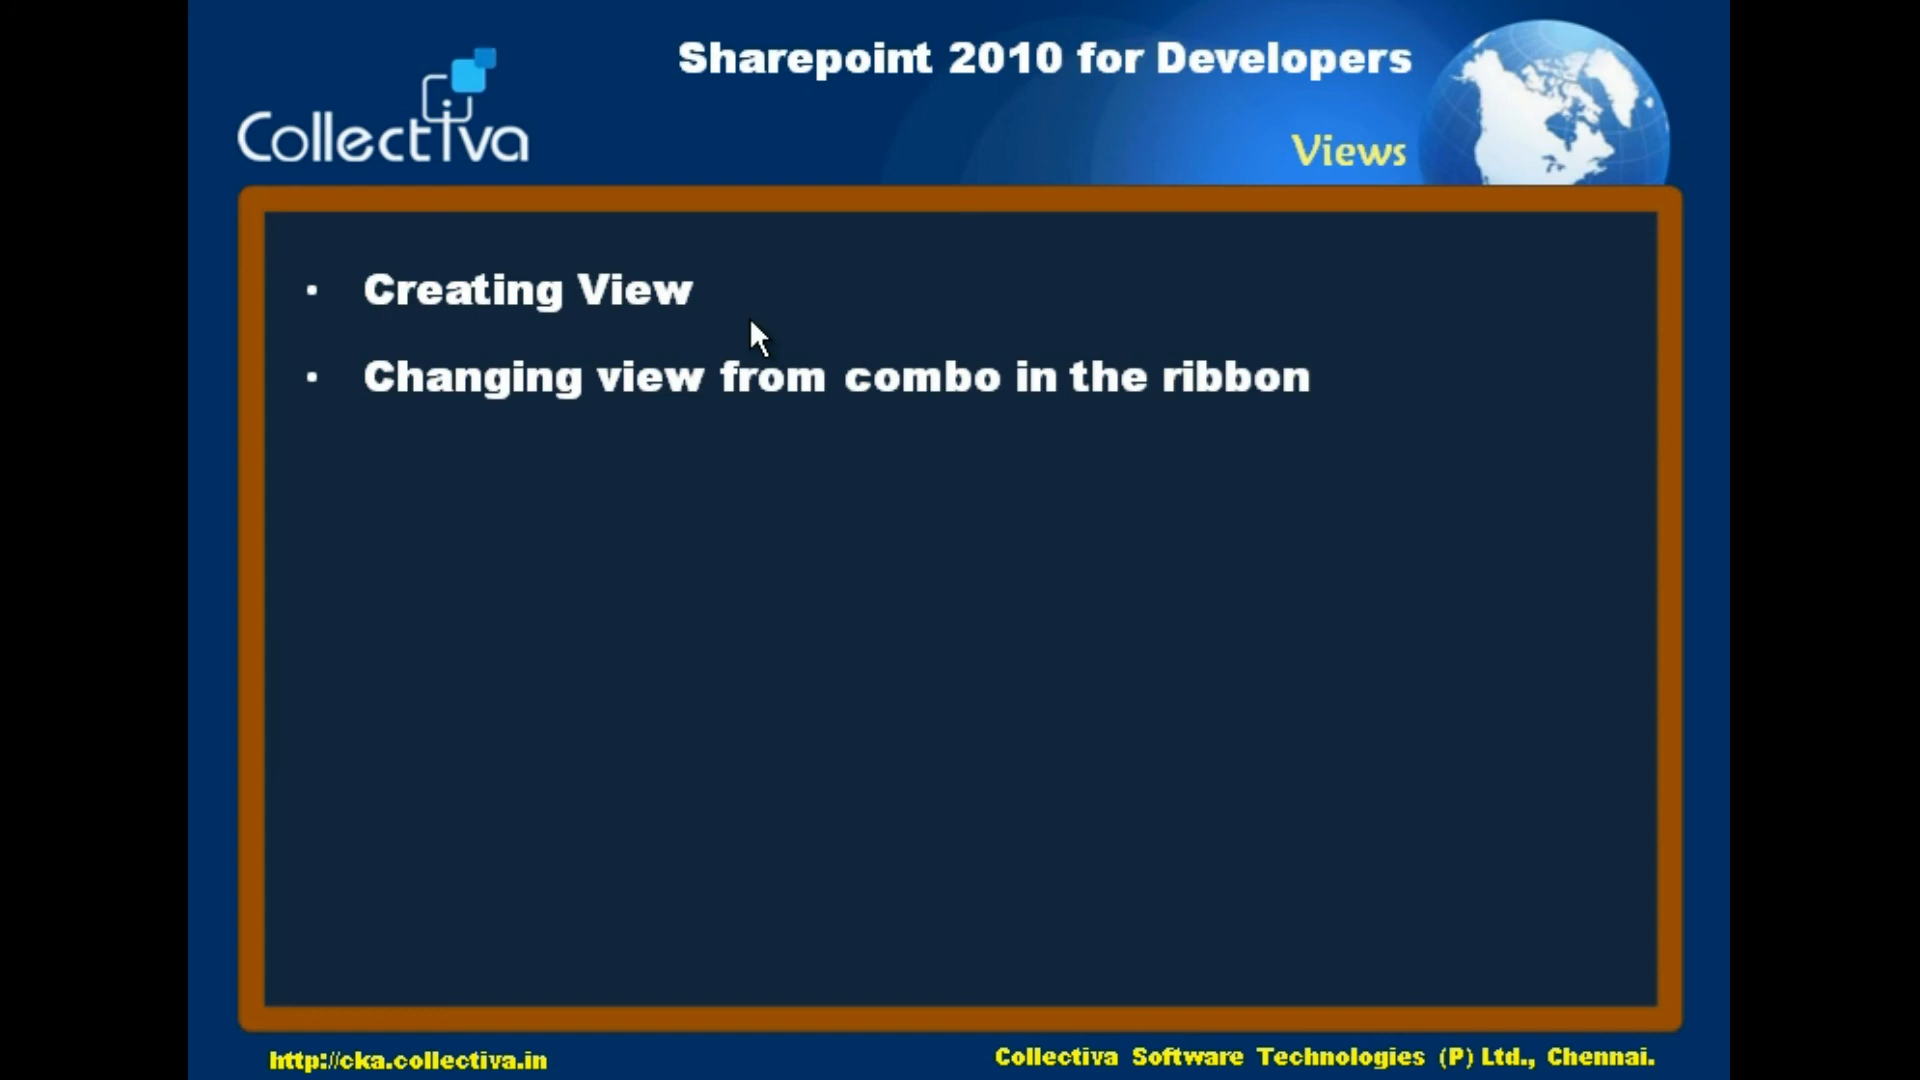 Collectiva
Sharepoint 2010 for Developers
Views
• Creating View
• Changing view from combo in the ribbon
http://cka.collectiva.in
Collectiva Software Technologies (P) Ltd., Chennai.